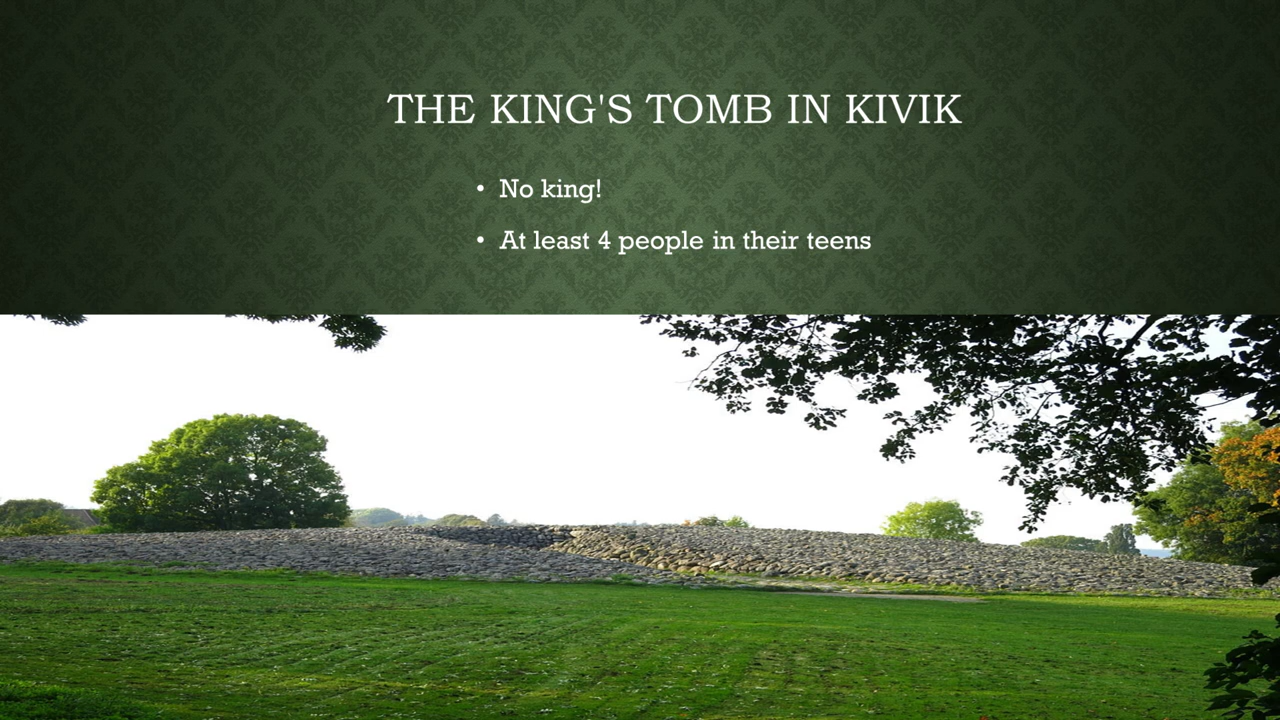 THE KING'S TOMB IN KIVIK
• No king!
• At least 4 people in their teens